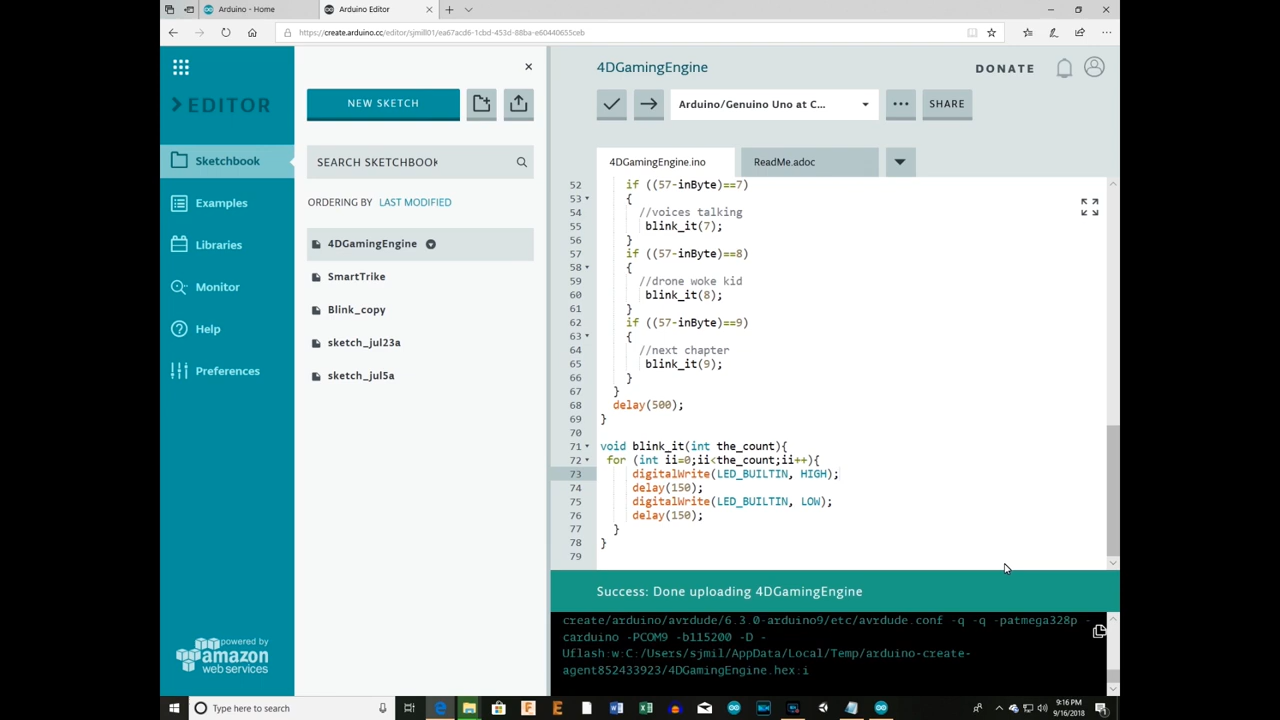 Arduino - Home
Arduino Editor
https://create.arduino.cc/editor/sjmill01/ea67acd6-1cbd-453d-88ba-e60440655ceb
EDITOR
Sketchbook
Examples
Libraries
Monitor
Help
Preferences
powered by
amazon
web services
NEW SKETCH
SEARCH SKETCHBOOK
ORDERING BY LAST MODIFIED
4DGamingEngine
SmartTrike
Blink_copy
sketch_jul23a
sketch_jul5a
4DGamingEngine
DONATE
Arduino/Genuino Uno at C...
SHARE
4DGamingEngine.ino
ReadMe.adoc
52 if ((57-inByte)==7)
53 {
54 //voices talking
55 blink_it(7);
56 }
57 if ((57-inByte)==8)
58 {
59 //drone woke kid
60 blink_it(8);
61 }
62 if ((57-inByte)==9)
63 {
64 //next chapter
65 blink_it(9);
66 }
67 }
68 delay(500);
69 }
70
71 void blink_it(int the_count){
72 for (int ii=0;ii<the_count;ii++){
73 digitalWrite(LED_BUILTIN, HIGH);
74 delay(150);
75 digitalWrite(LED_BUILTIN, LOW);
76 delay(150);
77 }
78 }
79
Success: Done uploading 4DGamingEngine
create/arduino/avrdude/6.3.0-arduino9/etc/avrdude.conf -q -q -patmega328p -
carduino -PCOM9 -b115200 -D -
Uflash:w:C:/Users/sjmil/AppData/Local/Temp/arduino-create-
agent852433923/4DGamingEngine.hex:i
Type here to search
9:16 PM
9/16/2018